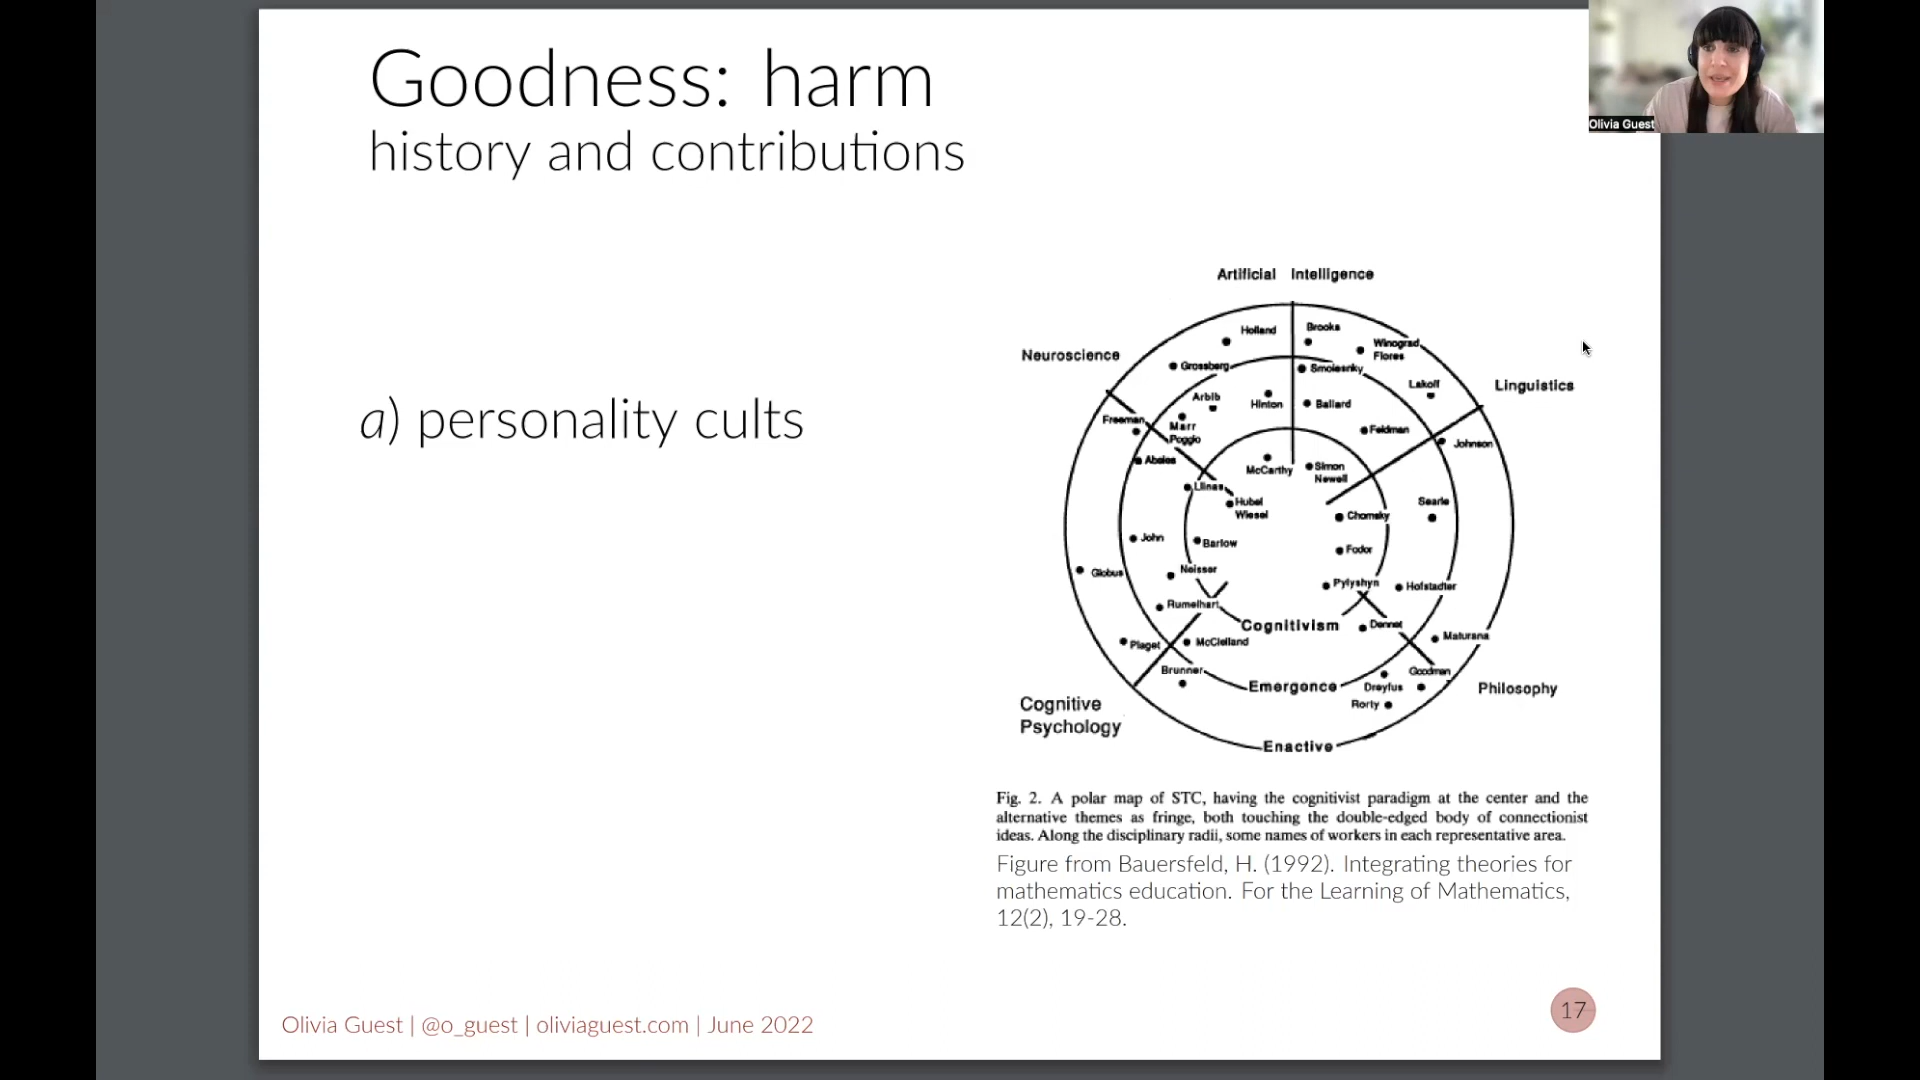 Goodness: harm
history and contributions
Olivia Guest
a) personality cults
Artificial Intelligence
Neuroscience
Linguistics
Holland
Brooks
Winograd
Flores
Grossberg
Smolesnky
Lakoff
Arbib
Hinton
Ballard
Freeman
Marr
Poggio
Feldman
Johnson
Abeles
McCarthy
Simon
Newell
Llinas
Hubel
Wiesel
Searle
Chomsky
John
Barlow
Fodor
Globus
Neisser
Pylyshyn
Hofstadter
Rumelhart
Cognitivism
Dennet
Piaget
McClelland
Maturana
Brunner
Goodman
Emergence
Dreyfus
Rorty
Philosophy
Cognitive
Psychology
Enactive
Fig. 2. A polar map of STC, having the cognitivist paradigm at the center and the
alternative themes as fringe, both touching the double-edged body of connectionist
ideas. Along the disciplinary radii, some names of workers in each representative area.
Figure from Bauersfeld, H. (1992). Integrating theories for
mathematics education. For the Learning of Mathematics,
12(2), 19-28.
Olivia Guest | @o_guest | oliviaguest.com | June 2022
17